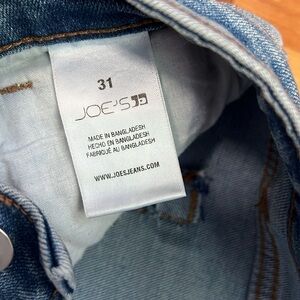 31
JOE'S
MADE IN BANGLADESH
HECHO EN BANGLADESH
FABRIQUÉ AU BANGLADESH
WWW.JOESJEANS.COM